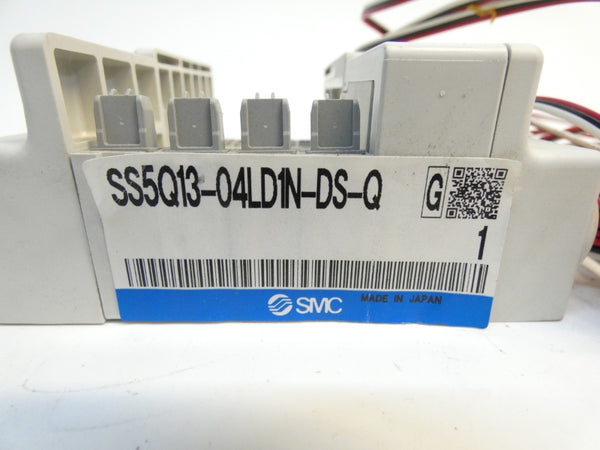 SS5Q13-04LD1N-DS-Q G
1
SMC MADE IN JAPAN